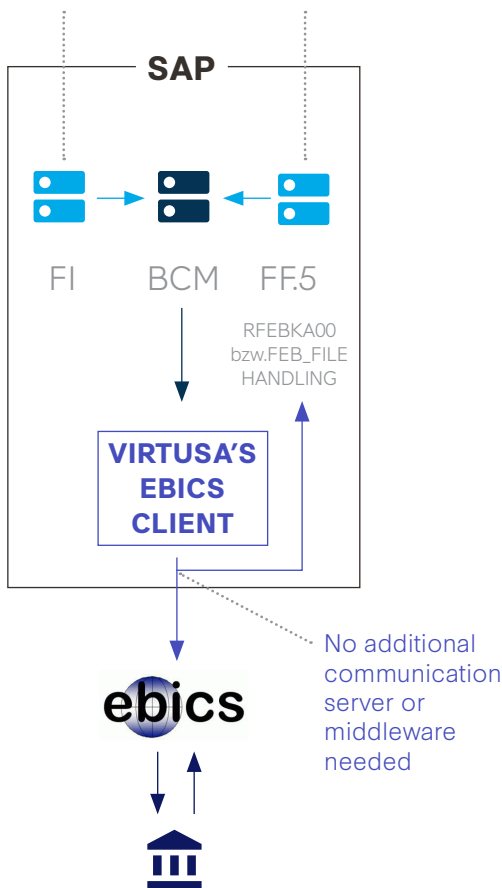 SAP
FI
BCM
FF.5
RFEBKA00
bzw.FEB_FILE
HANDLING
VIRTUSA'S
EBICS
CLIENT
No additional
communication
server or
middleware
needed
ebics